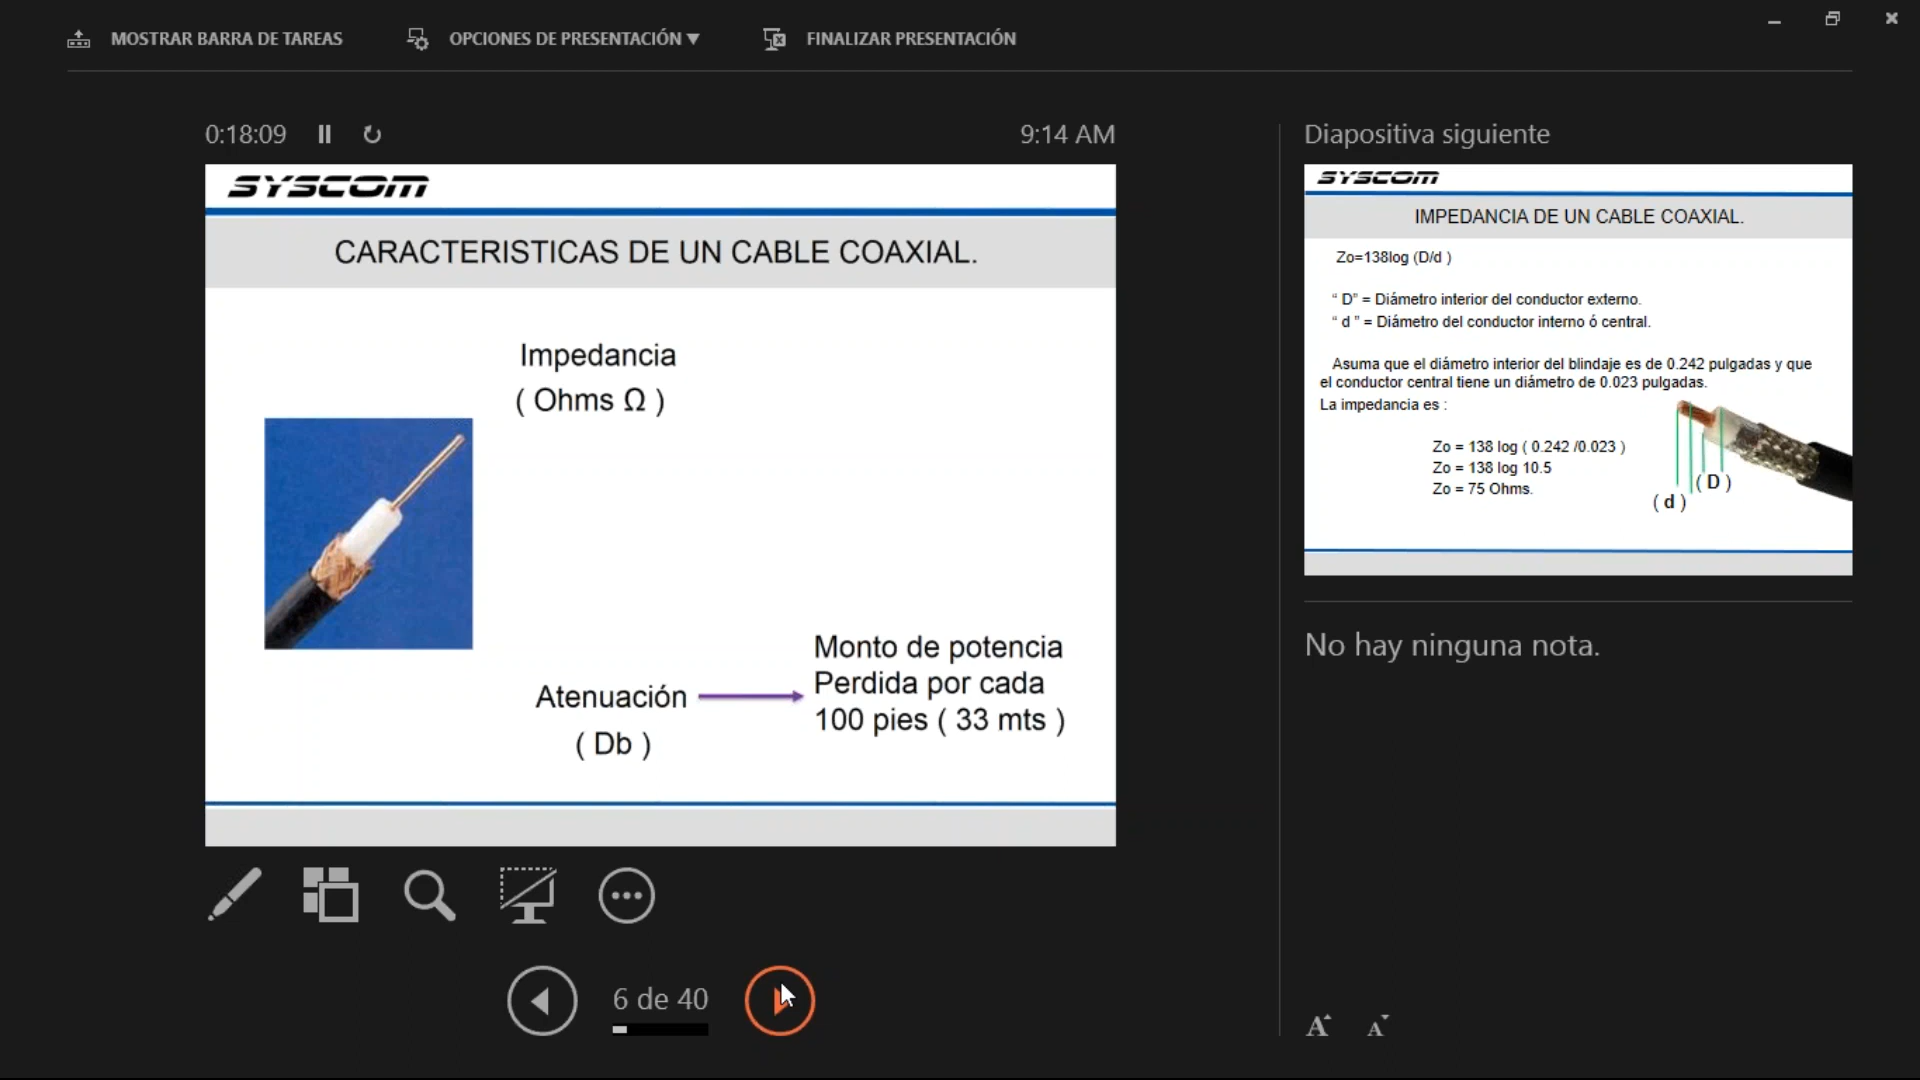 MOSTRAR BARRA DE TAREAS
OPCIONES DE PRESENTACIÓN ▼
FINALIZAR PRESENTACIÓN
0:18:09
9:14 AM
SYSCOM
CARACTERISTICAS DE UN CABLE COAXIAL.
Impedancia
( Ohms Ω )
Atenuación
( Db )
Monto de potencia
Perdida por cada
100 pies ( 33 mts )
6 de 40
Diapositiva siguiente
SYSCOM
IMPEDANCIA DE UN CABLE COAXIAL.
Zo=138log (D/d )
“ D” = Diámetro interior del conductor externo.
“ d ” = Diámetro del conductor interno ó central.
Asuma que el diámetro interior del blindaje es de 0.242 pulgadas y que
el conductor central tiene un diámetro de 0.023 pulgadas.
La impedancia es :
Zo = 138 log ( 0.242 /0.023 )
Zo = 138 log 10.5
Zo = 75 Ohms.
( D )
( d )
No hay ninguna nota.
A A